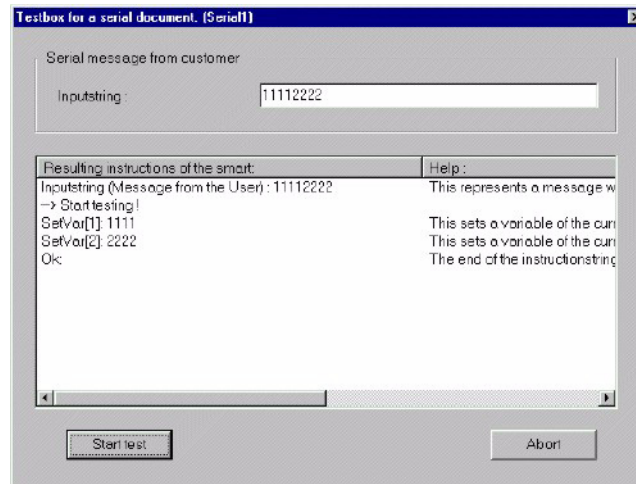 Testbox for a serial document. (Serial1)
Serial message from customer
Inputstring : 11112222
Resulting instructions of the smart: Help :
Inputstring (Message from the User) : 11112222 This represents a message w
--> Start testing !
SetVar[1]: 1111 This sets a variable of the curr
SetVar[2]: 2222 This sets a variable of the curr
Ok: The end of the instructionstring
Start test Abort